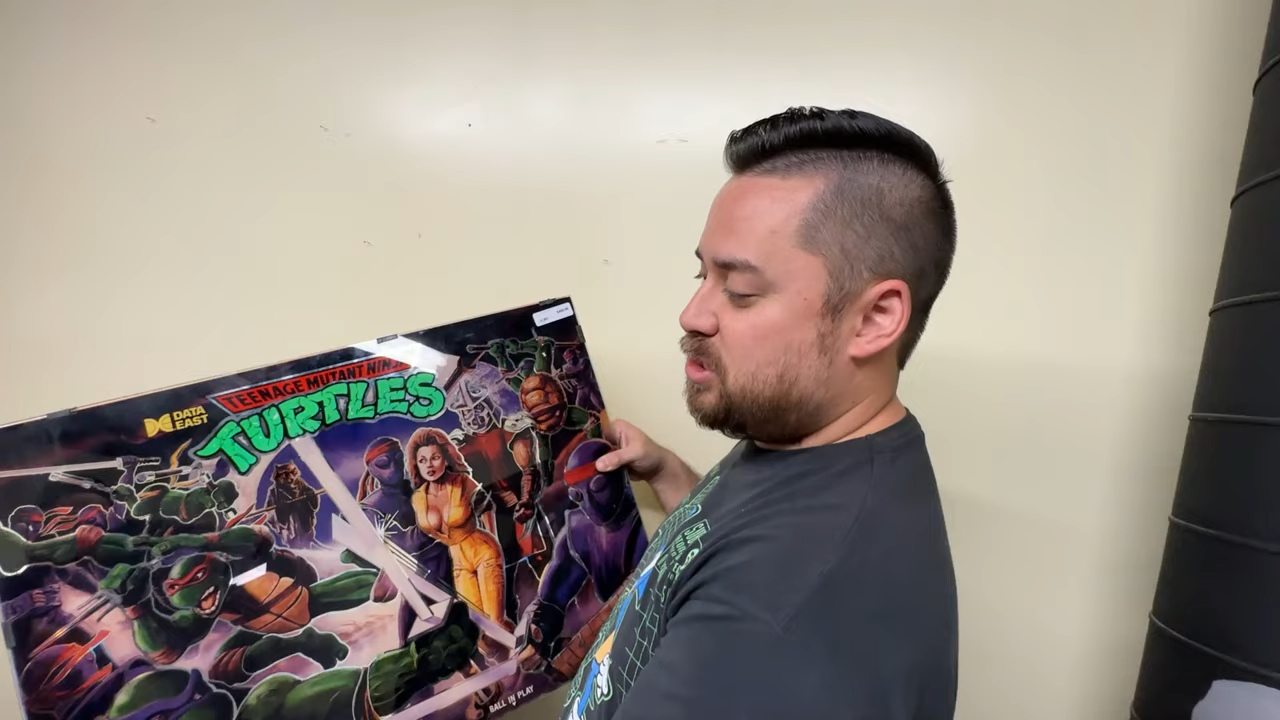 TEENAGE MUTANT NINJA
TURTLES
DATA
EAST
BALL IN PLAY